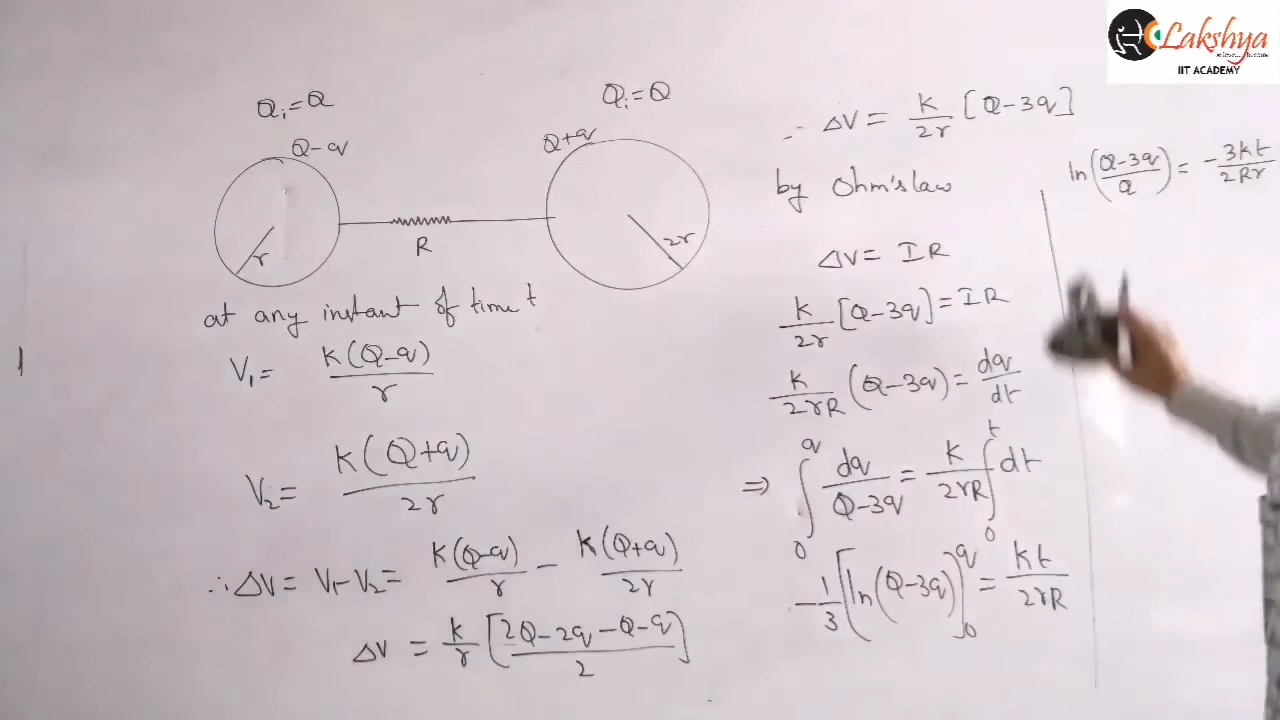 Lakshya
IIT ACADEMY
Qi=Q
Qi=Q
Q-q
Q+q
r
R
2r
at any instant of time t
V₁= K(Q-q)/r
V₂= K(Q+q)/2r
∴ΔV= V₁-V₂= K(Q-q)/r - K(Q+q)/2r
ΔV = K/r [(2Q-2q-Q-q)/2]
∴ ΔV= K/2r [Q-3q]
by Ohm's law
ΔV= IR
K/2r [Q-3q]=IR
K/2rR (Q-3q)= dq/dt
⇒ ∫₀^q dq/(Q-3q) = K/2rR ∫₀^t dt
-1/3 [ln(Q-3q)]₀^q = Kt/2rR
ln((Q-3q)/Q)= -3Kt/2Rr